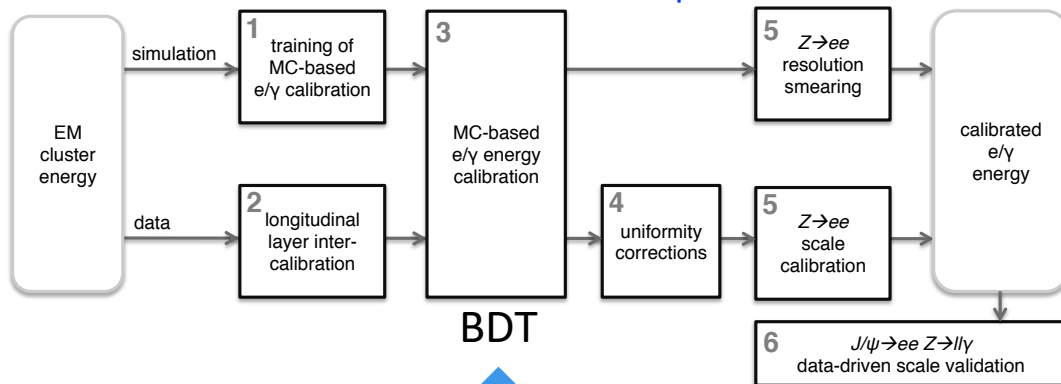 EM
cluster
energy
simulation
data
1
training of
MC-based
e/γ calibration
2
longitudinal
layer inter-
calibration
3
MC-based
e/γ energy
calibration
BDT
4
uniformity
corrections
5
Z→ee
resolution
smearing
5
Z→ee
scale
calibration
calibrated
e/γ
energy
6
J/ψ→ee Z→llγ
data-driven scale validation